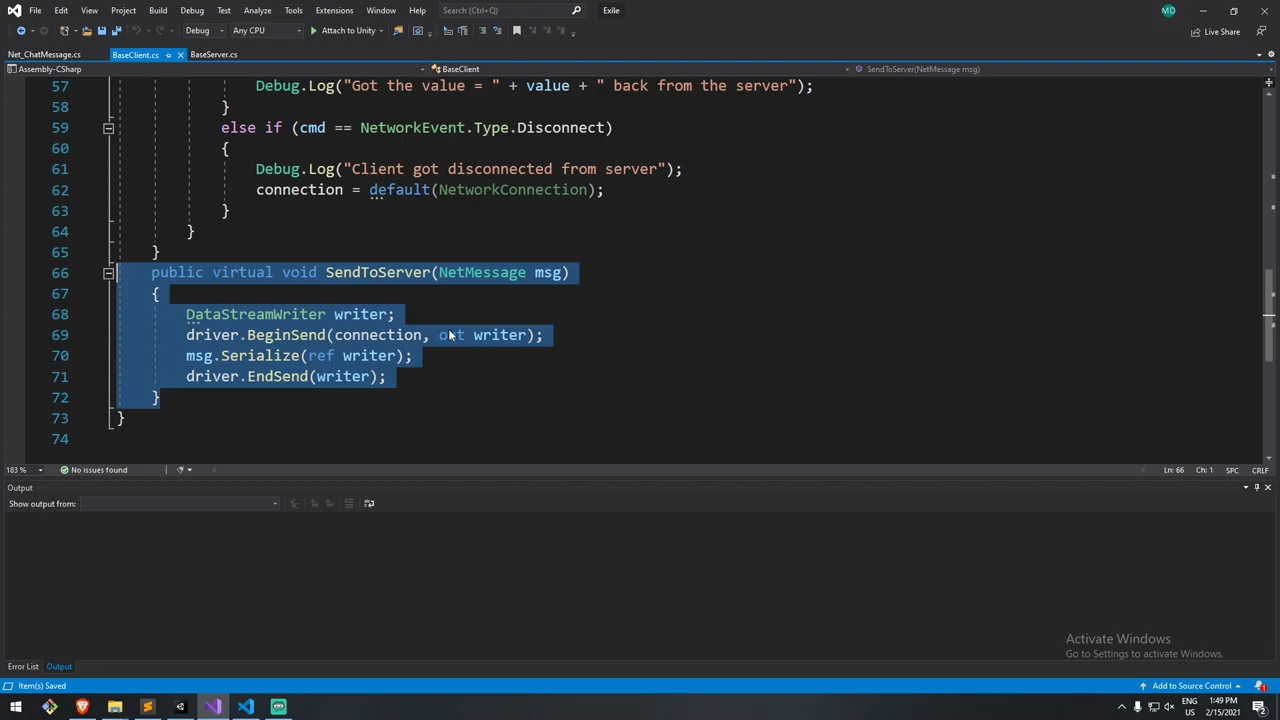 File Edit View Git Project Build Debug Test Analyze Tools Extensions Window Help Search (Ctrl+Q) Exile MD
Debug Any CPU Attach to Unity Live Share
Net_ChatMessage.cs BaseClient.cs BaseServer.cs
Assembly-CSharp BaseClient SendToServer(NetMessage msg)
57 Debug.Log("Got the value = " + value + " back from the server");
58 }
59 else if (cmd == NetworkEvent.Type.Disconnect)
60 {
61 Debug.Log("Client got disconnected from server");
62 connection = default(NetworkConnection);
63 }
64 }
65 }
66 public virtual void SendToServer(NetMessage msg)
67 {
68 DataStreamWriter writer;
69 driver.BeginSend(connection, out writer);
70 msg.Serialize(ref writer);
71 driver.EndSend(writer);
72 }
73 }
74
183 % No issues found Ln: 66 Ch: 1 SPC CRLF
Output
Show output from:
Activate Windows
Go to Settings to activate Windows.
Error List Output
Item(s) Saved Add to Source Control 1
ENG 1:49 PM
US 2/15/2021 2